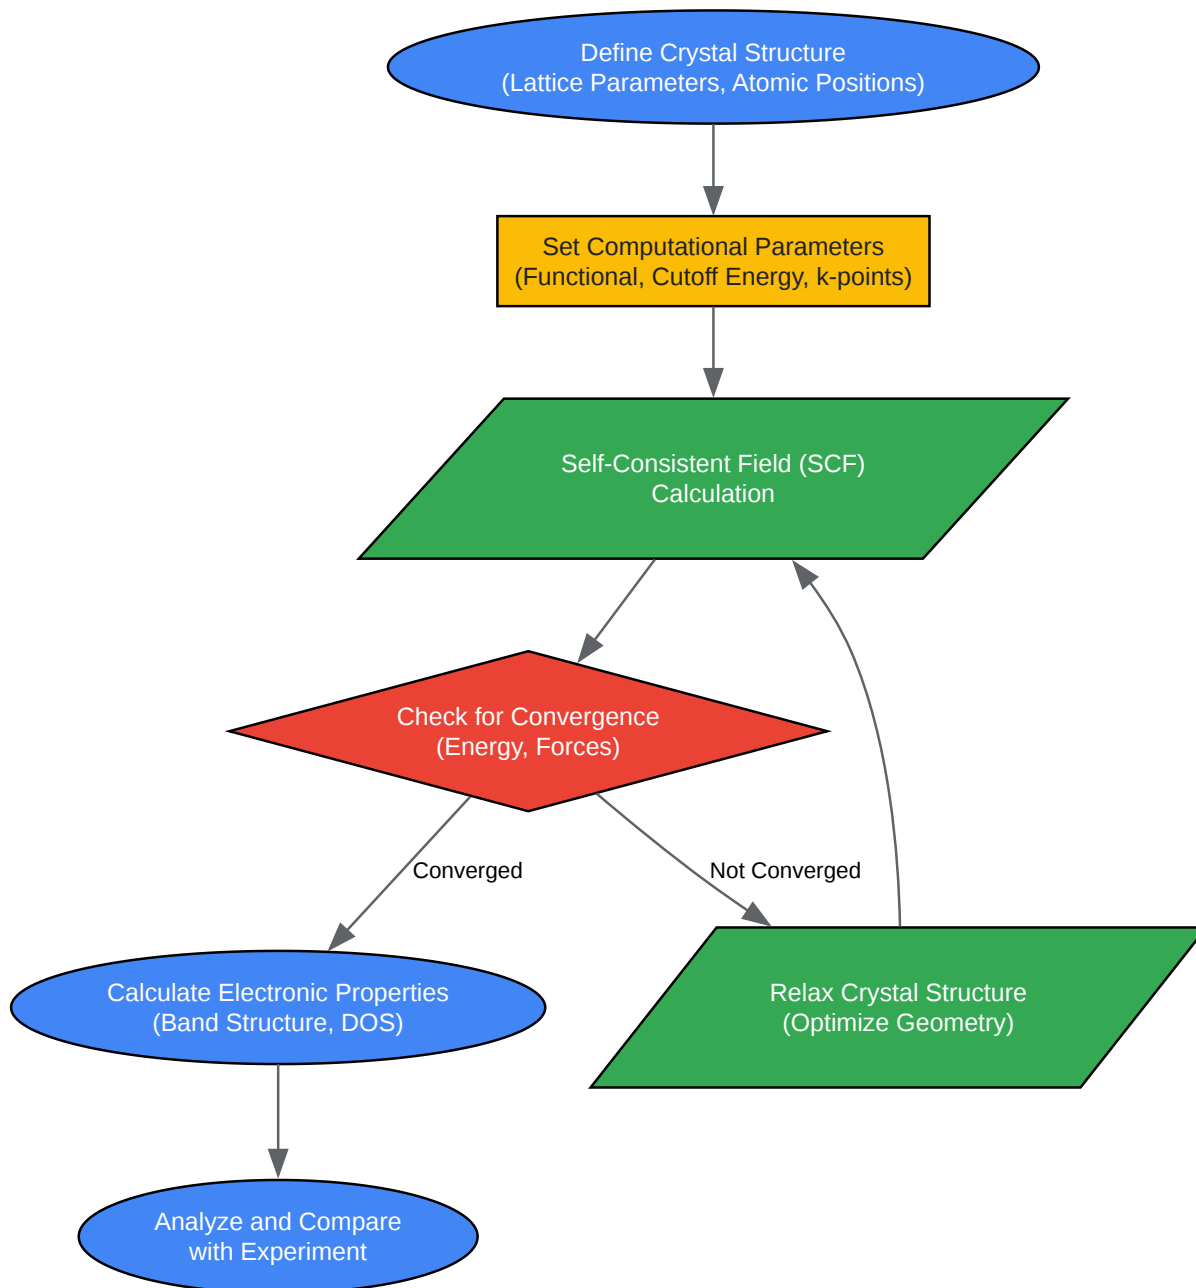 Define Crystal Structure
(Lattice Parameters, Atomic Positions)
Set Computational Parameters
(Functional, Cutoff Energy, k-points)
Self-Consistent Field (SCF)
Calculation
Check for Convergence
(Energy, Forces)
Converged
Not Converged
Calculate Electronic Properties
(Band Structure, DOS)
Relax Crystal Structure
(Optimize Geometry)
Analyze and Compare
with Experiment